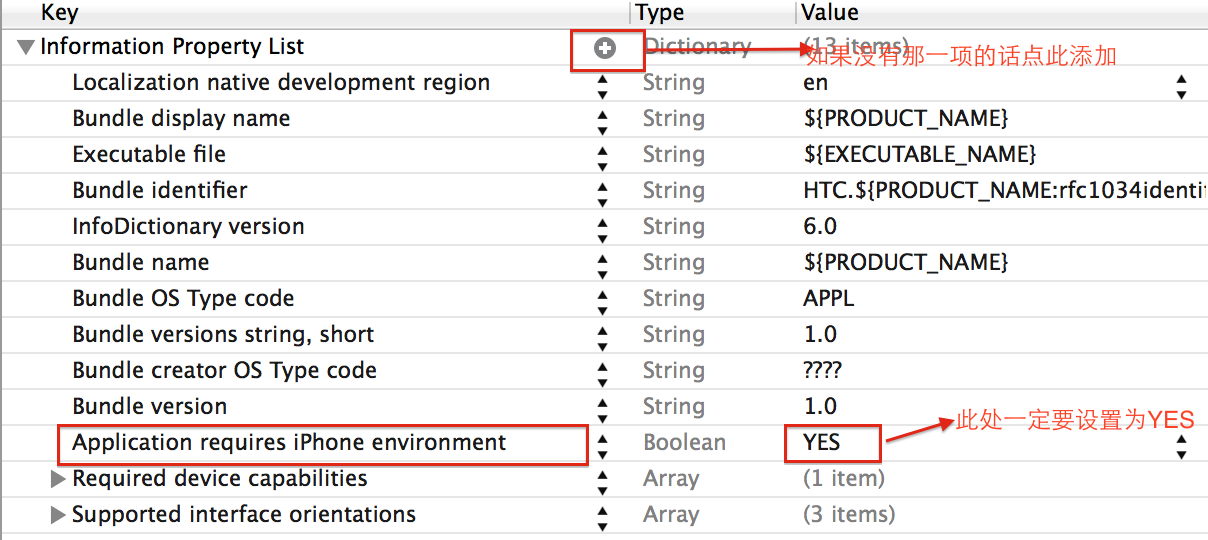 Key Type Value
Information Property List Dictionary (13 items)
如果没有那一项的话点此添加
Localization native development region String en
Bundle display name String ${PRODUCT_NAME}
Executable file String ${EXECUTABLE_NAME}
Bundle identifier String HTC.${PRODUCT_NAME:rfc1034identi
InfoDictionary version String 6.0
Bundle name String ${PRODUCT_NAME}
Bundle OS Type code String APPL
Bundle versions string, short String 1.0
Bundle creator OS Type code String ????
Bundle version String 1.0
此处一定要设置为YES
Application requires iPhone environment Boolean YES
Required device capabilities Array (1 item)
Supported interface orientations Array (3 items)